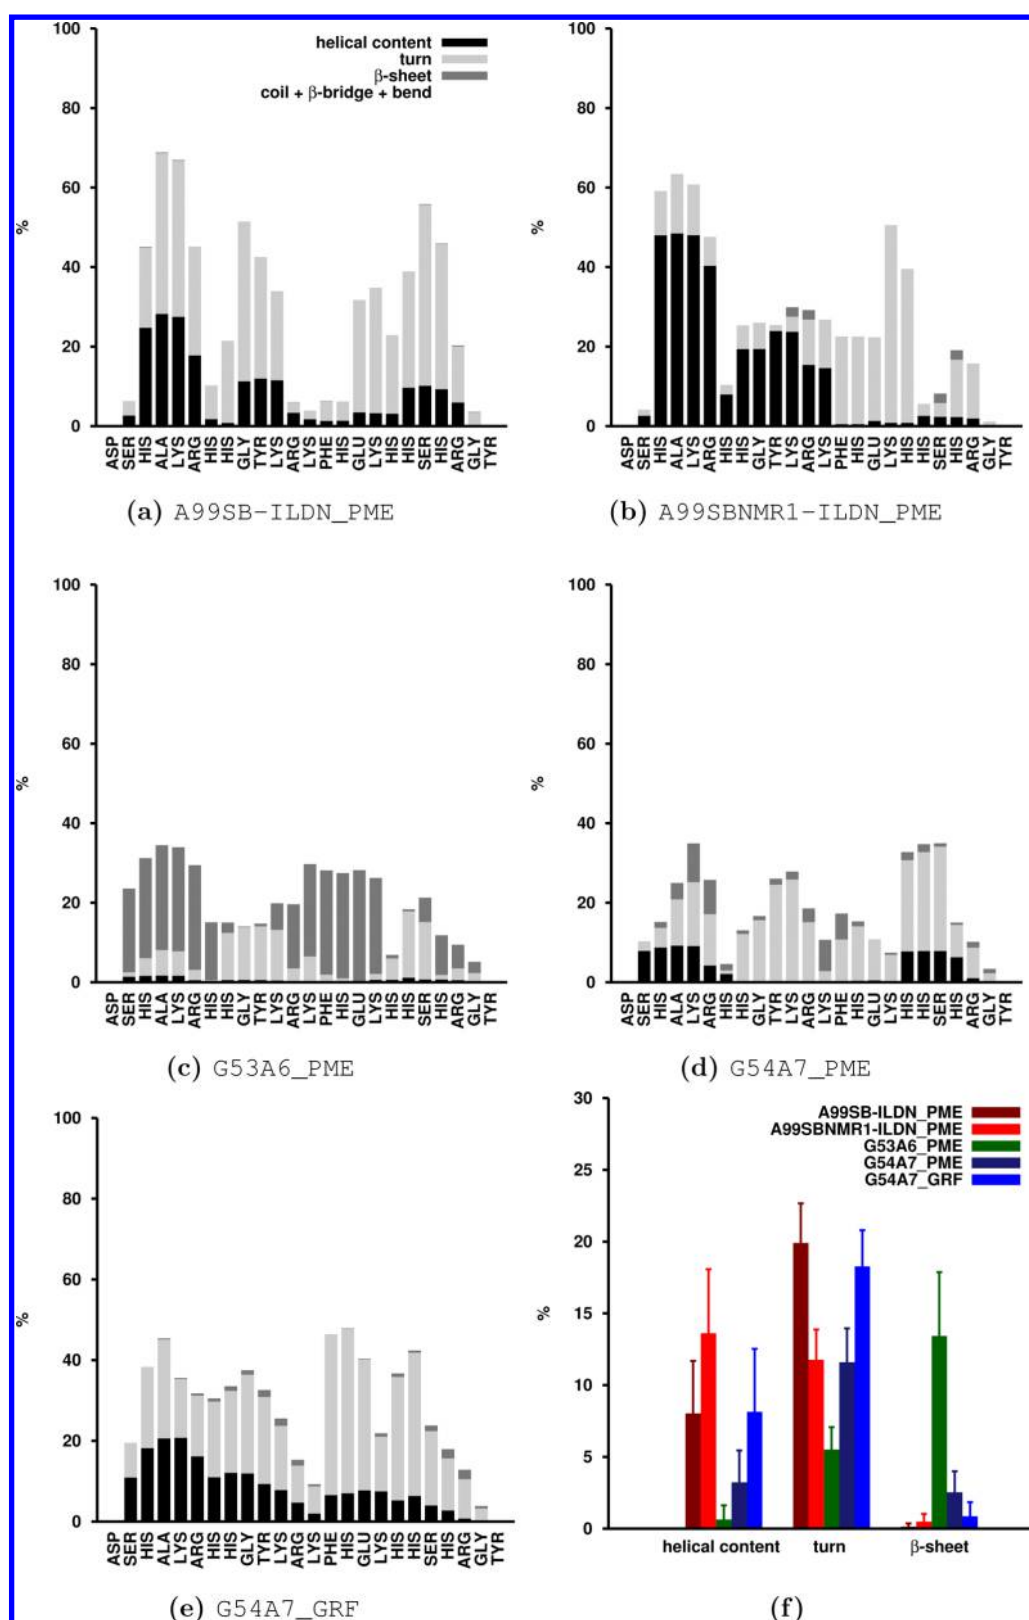 100
80
60
40
20
0
%
helical content
turn
β-sheet
coil + β-bridge + bend
ASP SER HIS ALA LYS ARG HIS HIS GLY TYR LYS ARG LYS PHE HIS GLU LYS HIS HIS SER HIS ARG GLY TYR
(a) A99SB-ILDN_PME
100
80
60
40
20
0
%
ASP SER HIS ALA LYS ARG HIS HIS GLY TYR LYS ARG LYS PHE HIS GLU LYS HIS HIS SER HIS ARG GLY TYR
(b) A99SBNMR1-ILDN_PME
100
80
60
40
20
0
%
ASP SER HIS ALA LYS ARG HIS HIS GLY TYR LYS ARG LYS PHE HIS GLU LYS HIS HIS SER HIS ARG GLY TYR
(c) G53A6_PME
100
80
60
40
20
0
%
ASP SER HIS ALA LYS ARG HIS HIS GLY TYR LYS ARG LYS PHE HIS GLU LYS HIS HIS SER HIS ARG GLY TYR
(d) G54A7_PME
100
80
60
40
20
0
%
ASP SER HIS ALA LYS ARG HIS HIS GLY TYR LYS ARG LYS PHE HIS GLU LYS HIS HIS SER HIS ARG GLY TYR
(e) G54A7_GRF
30
25
20
15
10
5
0
%
A99SB-ILDN_PME
A99SBNMR1-ILDN_PME
G53A6_PME
G54A7_PME
G54A7_GRF
helical content turn β-sheet
(f)